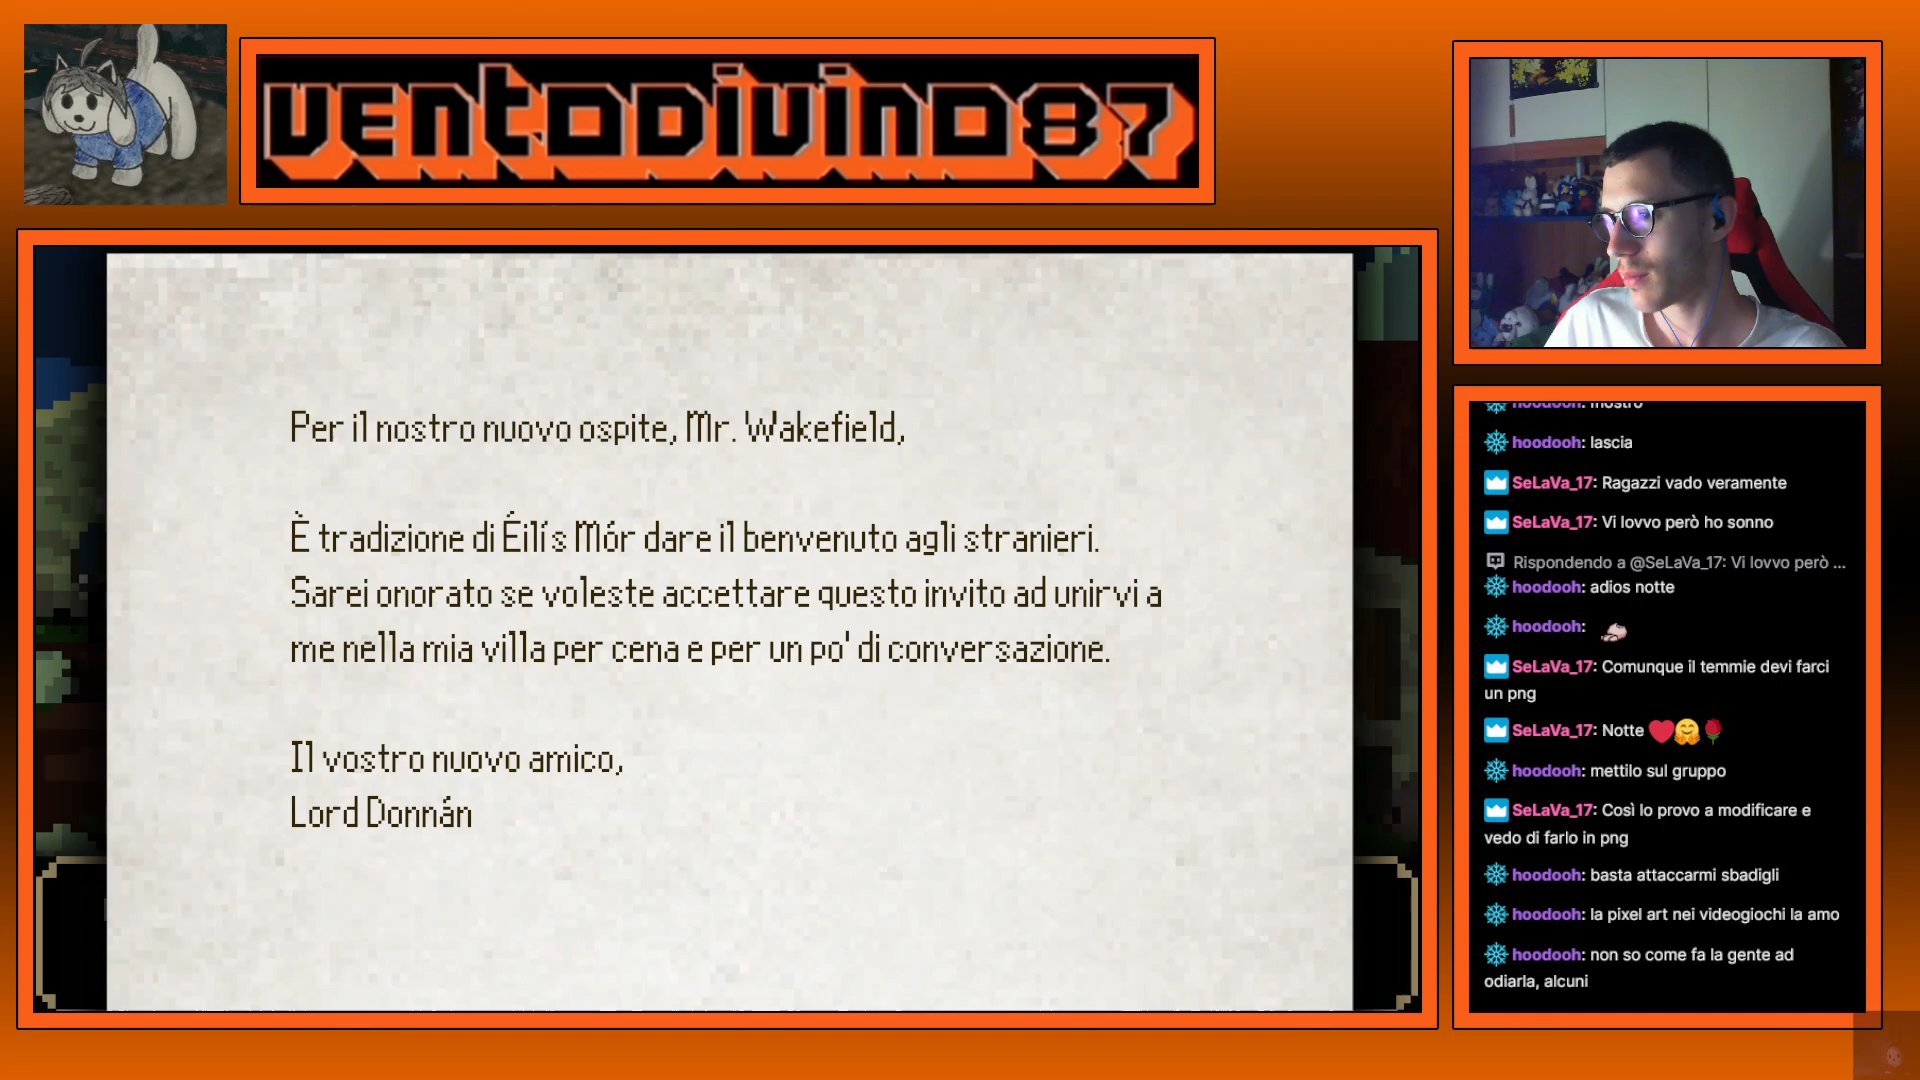 VENTODIVINO87
Per il nostro nuovo ospite, Mr. Wakefield,
È tradizione di Éilís Mór dare il benvenuto agli stranieri.
Sarei onorato se voleste accettare questo invito ad unirvi a
me nella mia villa per cena e per un po' di conversazione.
Il vostro nuovo amico,
Lord Donnán
hoodooh: mostro
hoodooh: lascia
SeLaVa_17: Ragazzi vado veramente
SeLaVa_17: Vi lovvo però ho sonno
Rispondendo a @SeLaVa_17: Vi lovvo però ...
hoodooh: adios notte
hoodooh:
SeLaVa_17: Comunque il temmie devi farci
un png
SeLaVa_17: Notte ❤️🤗🌹
hoodooh: mettilo sul gruppo
SeLaVa_17: Così lo provo a modificare e
vedo di farlo in png
hoodooh: basta attaccarmi sbadigli
hoodooh: la pixel art nei videogiochi la amo
hoodooh: non so come fa la gente ad
odiarla, alcuni